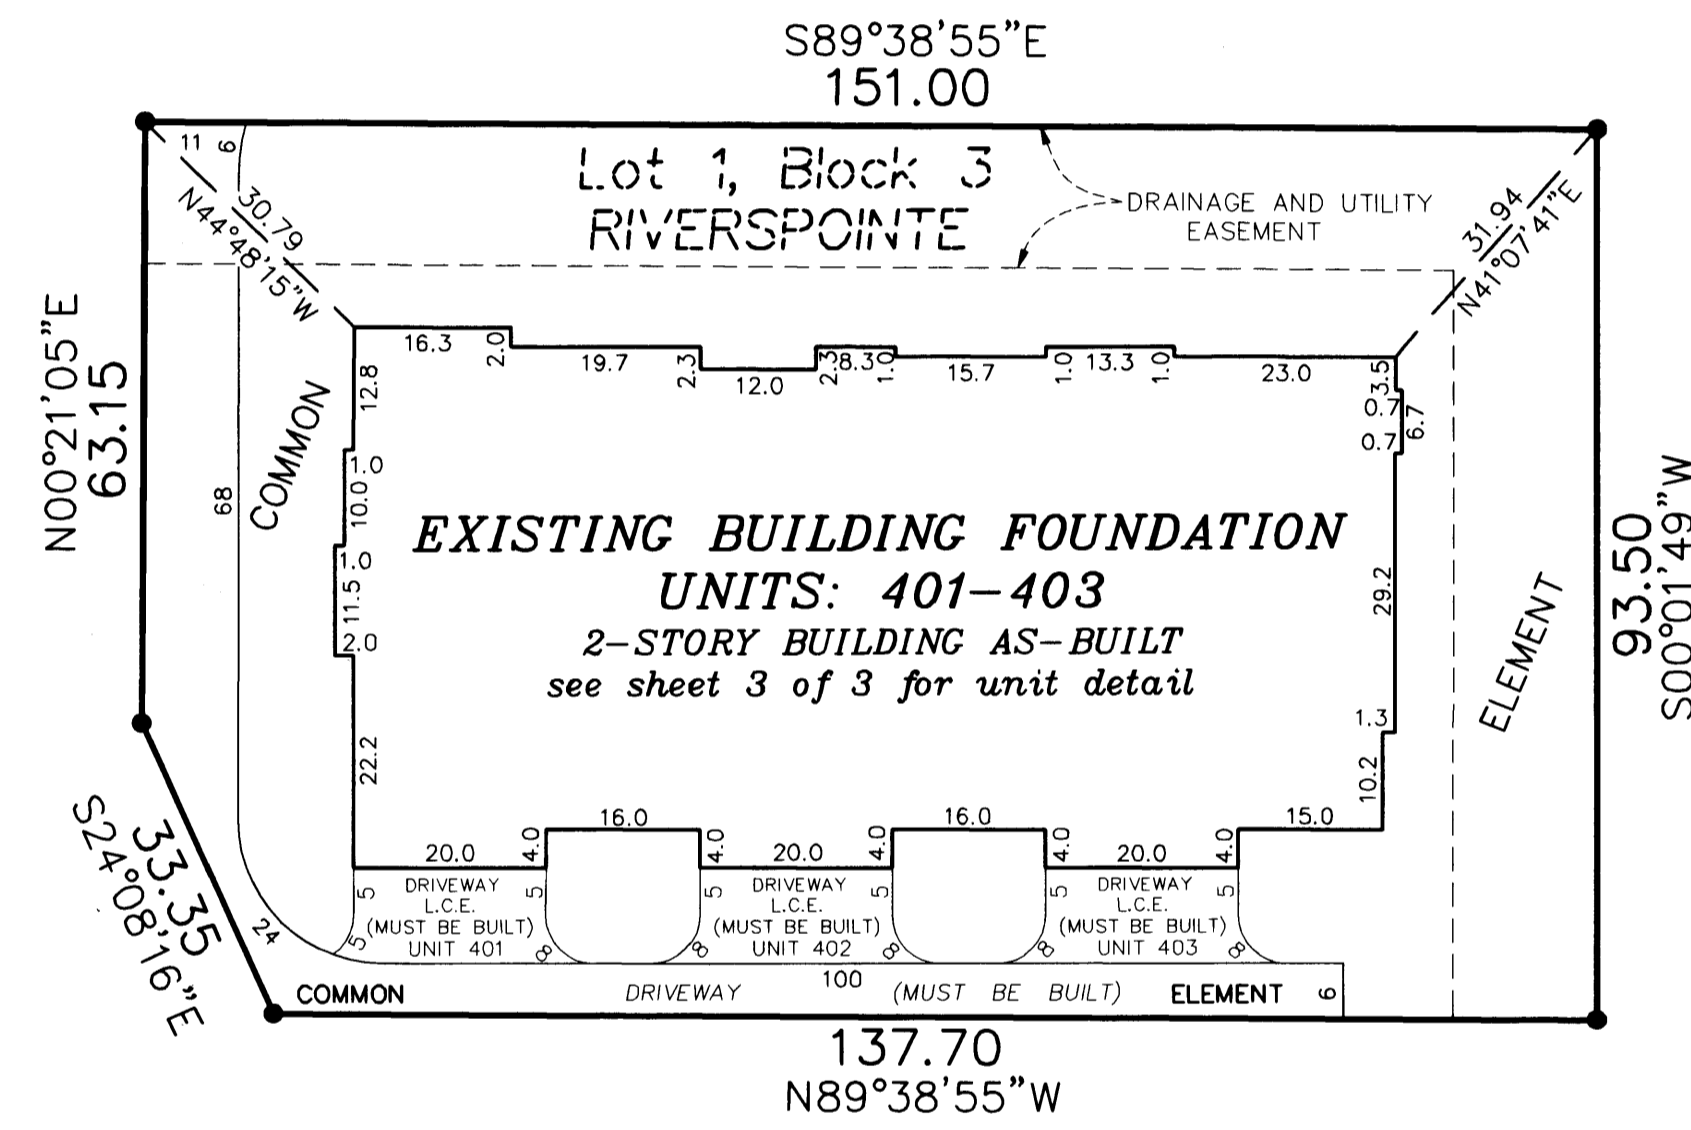 S89°38'55"E
151.00
11
6
30.79
N44°48'15"W
Lot 1, Block 3
RIVERSPOINTE
DRAINAGE AND UTILITY
EASEMENT
31.94
N41°07'41"E
N00°21'05"E
63.15
16.3
2.0
19.7
2.3
12.0
2.3
8.3
1.0
15.7
1.0
13.3
1.0
23.0
3.5
0.7
6.7
0.7
12.8
COMMON
68
1.0
10.0
1.0
11.5
2.0
22.2
EXISTING BUILDING FOUNDATION
UNITS: 401-403
2-STORY BUILDING AS-BUILT
see sheet 3 of 3 for unit detail
29.2
1.3
10.2
ELEMENT
93.50
S00°01'49"W
33.35
S24°08'16"E
24
20.0
4.0
16.0
4.0
20.0
4.0
16.0
4.0
20.0
4.0
15.0
5
DRIVEWAY
L.C.E.
(MUST BE BUILT)
UNIT 401
5
5
8
5
DRIVEWAY
L.C.E.
(MUST BE BUILT)
UNIT 402
5
8
8
DRIVEWAY
L.C.E.
(MUST BE BUILT)
UNIT 403
5
8
8
COMMON DRIVEWAY 100 (MUST BE BUILT) ELEMENT 6
137.70
N89°38'55"W